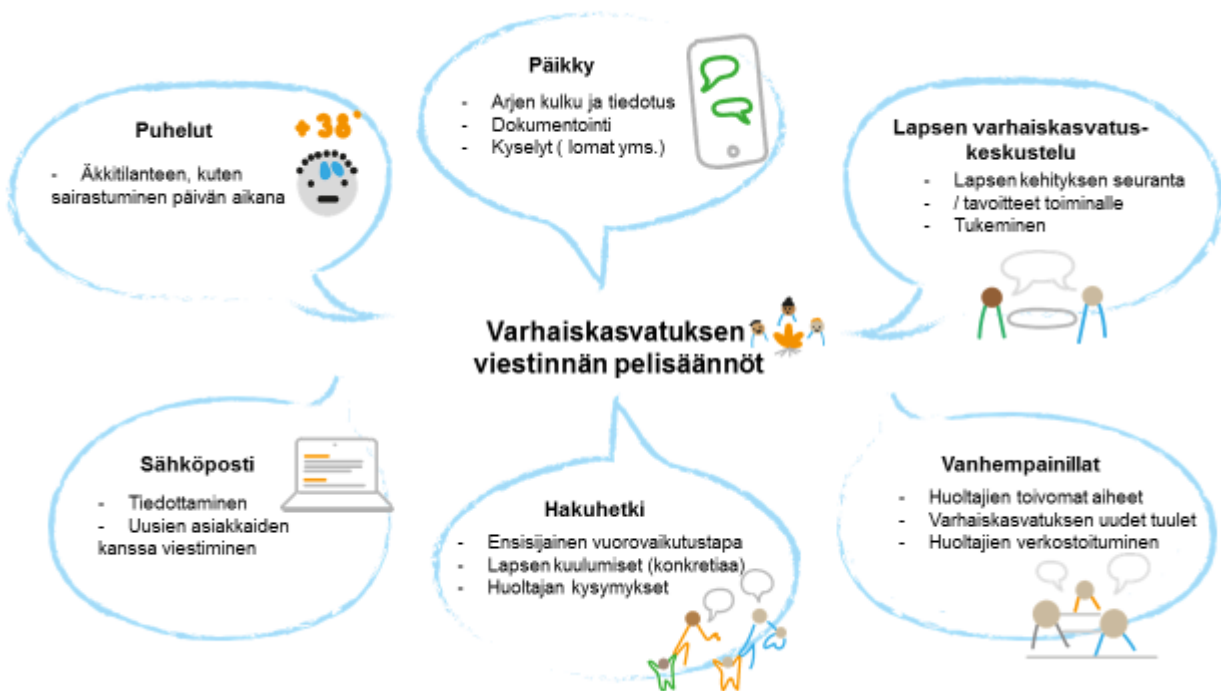 Päikky
- Arjen kulku ja tiedotus
- Dokumentointi
- Kyselyt ( lomat yms.)
Puhelut
+ 38°
- Äkkitilanteen, kuten
sairastuminen päivän aikana
Lapsen varhaiskasvatus-
keskustelu
- Lapsen kehityksen seuranta
- / tavoitteet toiminalle
- Tukeminen
Varhaiskasvatuksen
viestinnän pelisäännöt
Sähköposti
- Tiedottaminen
- Uusien asiakkaiden
kanssa viestiminen
Hakuhetki
- Ensisijainen vuorovaikutustapa
- Lapsen kuulumiset (konkretiaa)
- Huoltajan kysymykset
Vanhempainillat
- Huoltajien toivomat aiheet
- Varhaiskasvatuksen uudet tuulet
- Huoltajien verkostoituminen